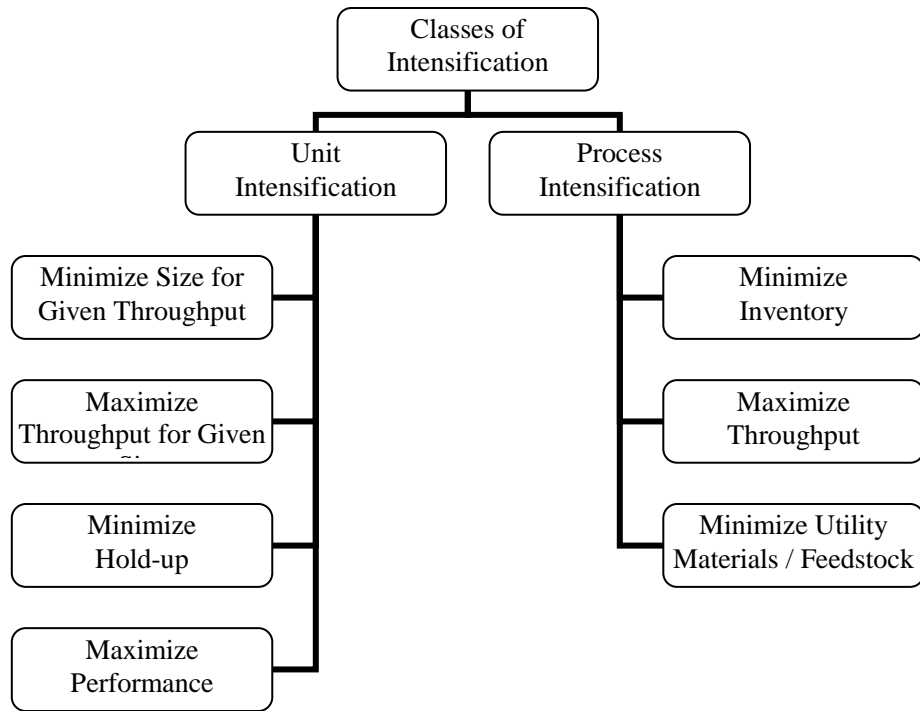 Classes of
Intensification
Unit
Intensification
Process
Intensification
Minimize Size for
Given Throughput
Maximize
Throughput for Given
Minimize
Hold-up
Maximize
Performance
Minimize
Inventory
Maximize
Throughput
Minimize Utility
Materials / Feedstock